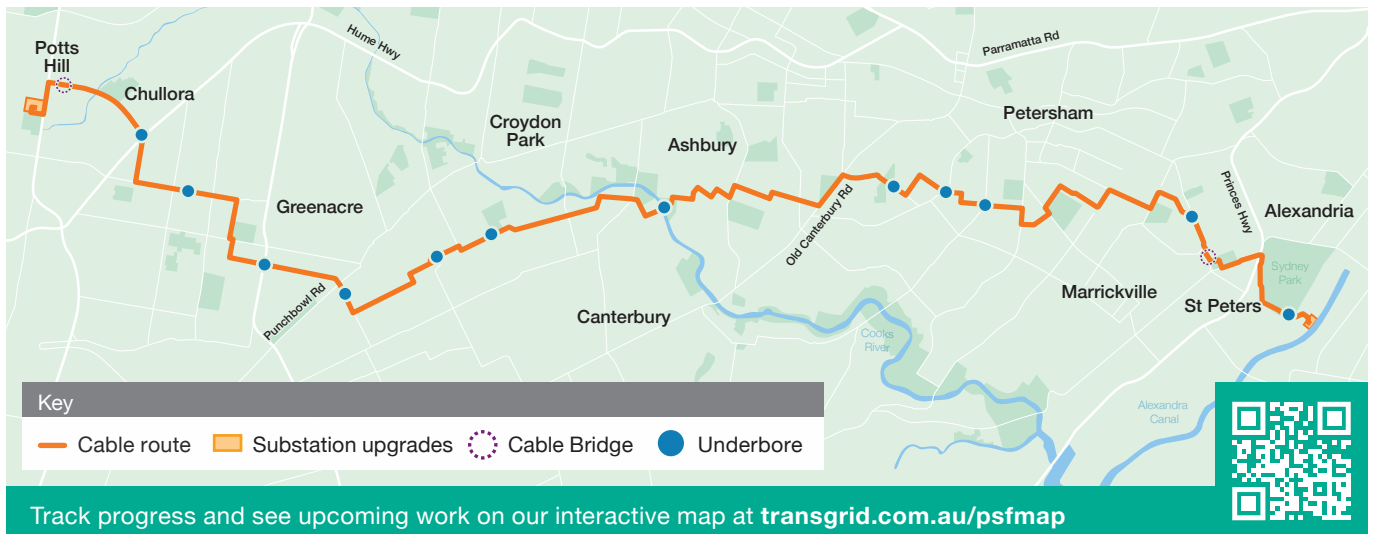 Potts
Hill
Hume Hwy
Parramatta Rd
Chullora
Croydon
Park
Ashbury
Petersham
Greenacre
Old Canterbury Rd
Princes Hwy
Alexandria
Sydney
Park
Punchbowl Rd
Canterbury
Marrickville
St Peters
Cooks
River
Alexandra
Canal
Key
Cable route
Substation upgrades
Cable Bridge
Underbore
Track progress and see upcoming work on our interactive map at transgrid.com.au/psfmap